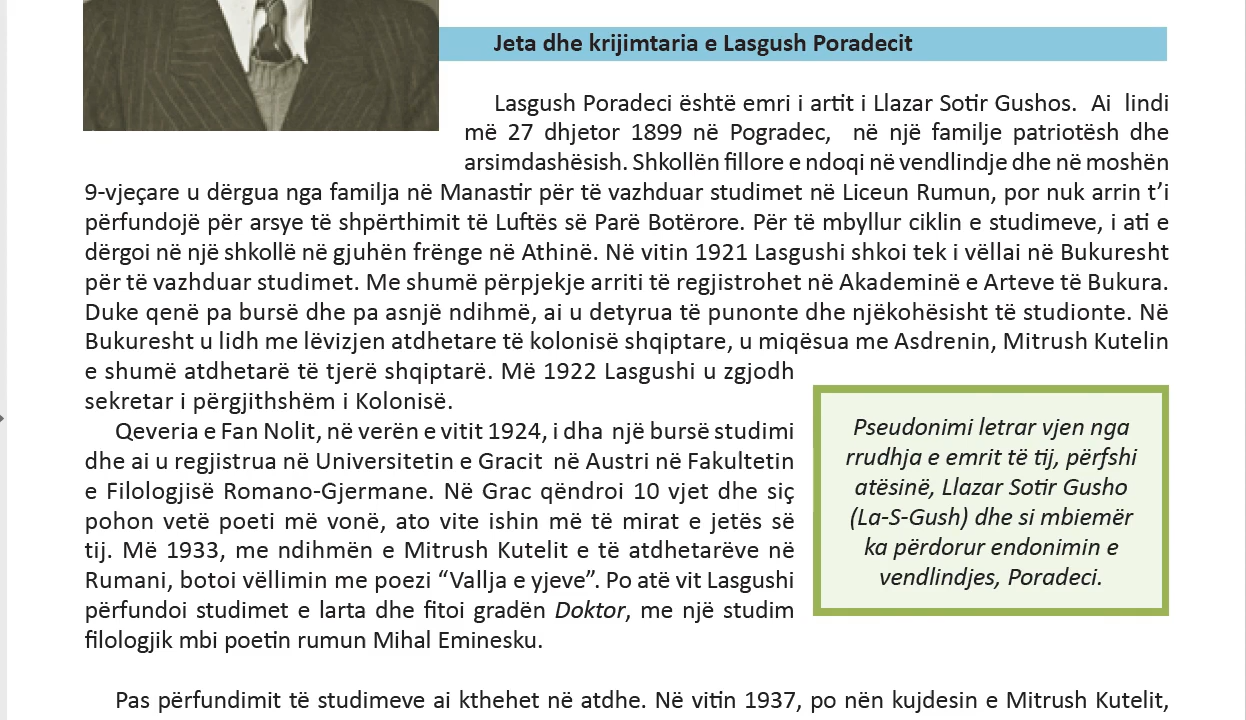 Jeta dhe krijimtaria e Lasgush Poradecit
Lasgush Poradeci është emri i artit i Llazar Sotir Gushos. Ai lindi
më 27 dhjetor 1899 në Pogradec, në një familje patriotësh dhe
arsimdashësish. Shkollën fillore e ndoqi në vendlindje dhe në moshën
9-vjeçare u dërgua nga familja në Manastir për të vazhduar studimet në Liceun Rumun, por nuk arrin t’i
përfundojë për arsye të shpërthimit të Luftës së Parë Botërore. Për të mbyllur ciklin e studimeve, i ati e
dërgoi në një shkollë në gjuhën frënge në Athinë. Në vitin 1921 Lasgushi shkoi tek i vëllai në Bukuresht
për të vazhduar studimet. Me shumë përpjekje arriti të regjistrohet në Akademinë e Arteve të Bukura.
Duke qenë pa bursë dhe pa asnjë ndihmë, ai u detyrua të punonte dhe njëkohësisht të studionte. Në
Bukuresht u lidh me lëvizjen atdhetare të kolonisë shqiptare, u miqësua me Asdrenin, Mitrush Kutelin
e shumë atdhetarë të tjerë shqiptarë. Më 1922 Lasgushi u zgjodh
sekretar i përgjithshëm i Kolonisë.
Qeveria e Fan Nolit, në verën e vitit 1924, i dha një bursë studimi
dhe ai u regjistrua në Universitetin e Gracit në Austri në Fakultetin
e Filologjisë Romano-Gjermane. Në Grac qëndroi 10 vjet dhe siç
pohon vetë poeti më vonë, ato vite ishin më të mirat e jetës së
tij. Më 1933, me ndihmën e Mitrush Kutelit e të atdhetarëve në
Rumani, botoi vëllimin me poezi “Vallja e yjeve”. Po atë vit Lasgushi
përfundoi studimet e larta dhe fitoi gradën Doktor, me një studim
filologjik mbi poetin rumun Mihal Eminesku.
Pseudonimi letrar vjen nga
rrudhja e emrit të tij, përfshi
atësinë, Llazar Sotir Gusho
(La-S-Gush) dhe si mbiemër
ka përdorur endonimin e
vendlindjes, Poradeci.
Pas përfundimit të studimeve ai kthehet në atdhe. Në vitin 1937, po nën kujdesin e Mitrush Kutelit,